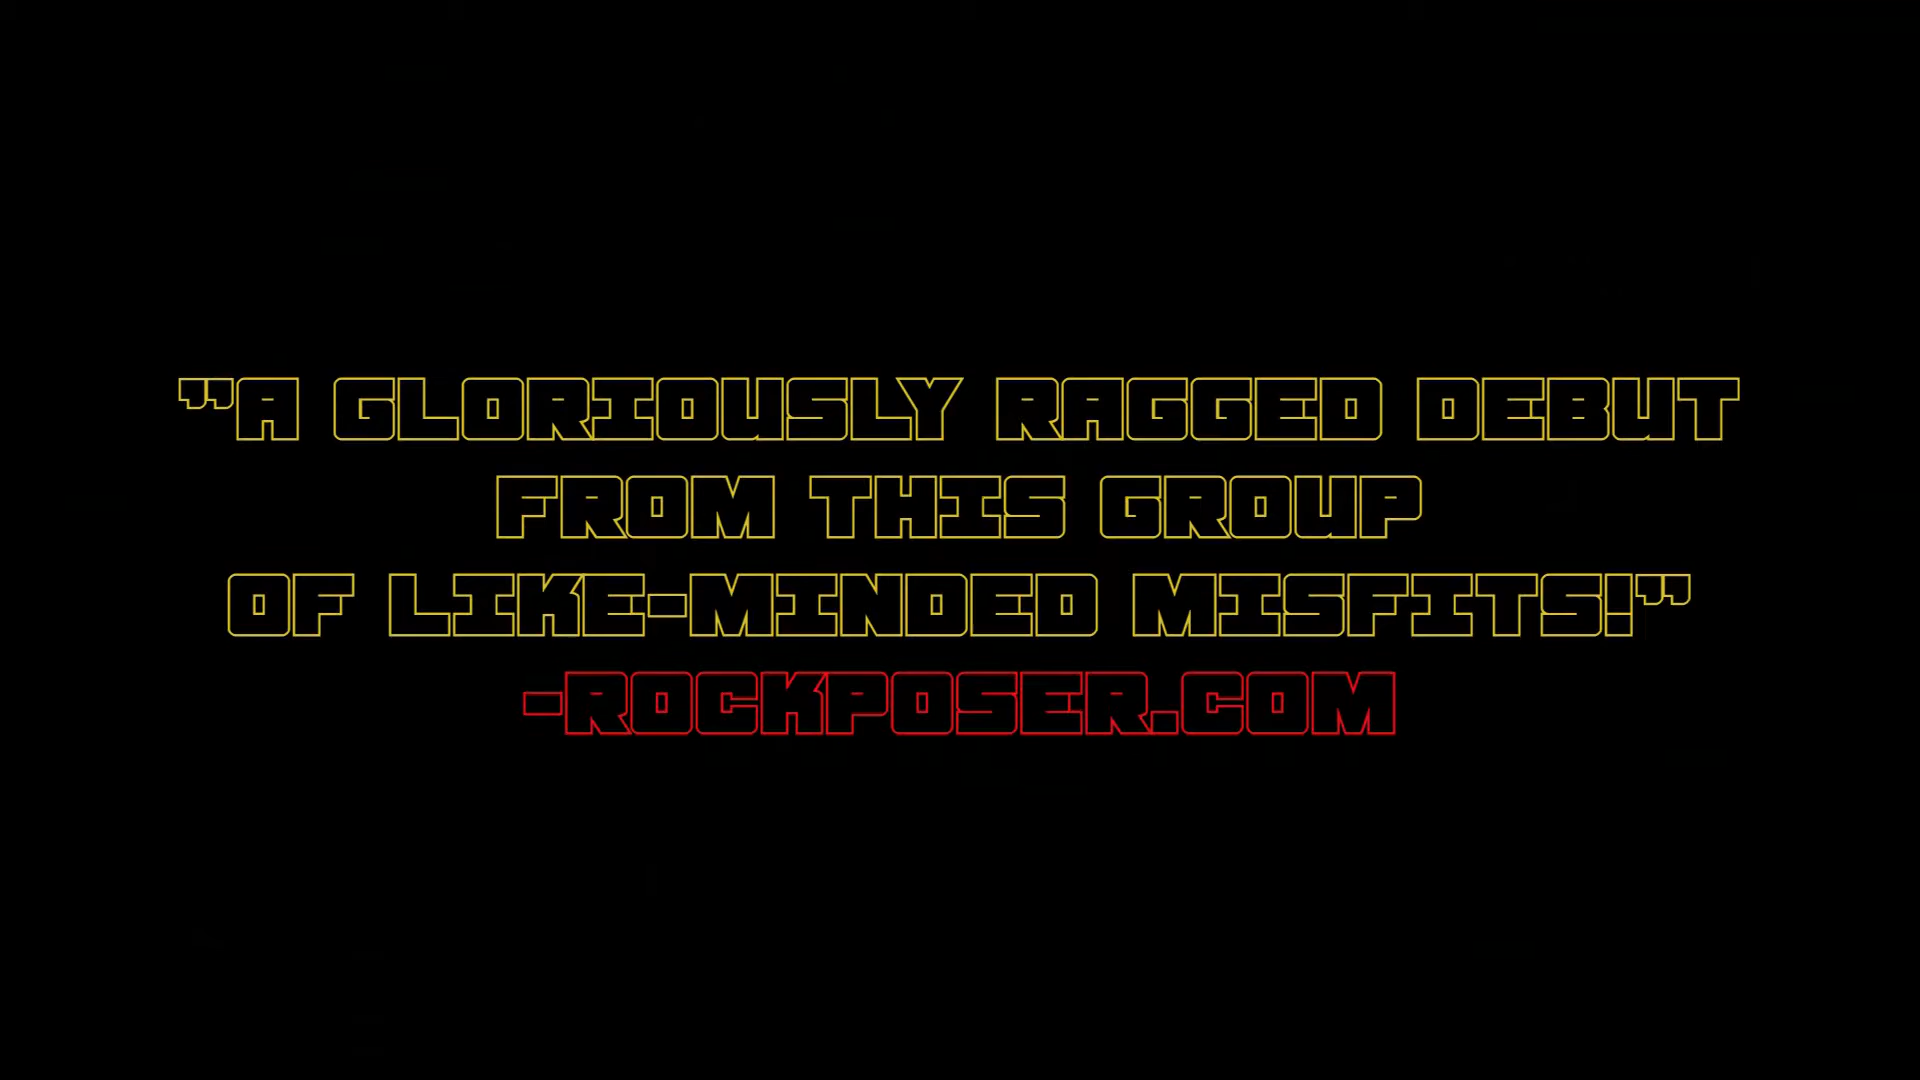 "A GLORIOUSLY RAGGED DEBUT
FROM THIS GROUP
OF LIKE-MINDED MISFITS!"
-ROCKPOSER.COM